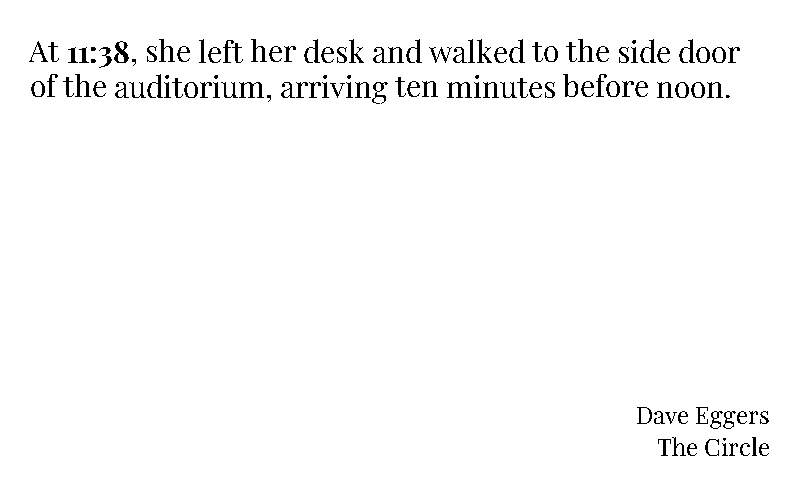 At 11:38, she left her desk and walked to the side door
of the auditorium, arriving ten minutes before noon.
Dave Eggers
The Circle